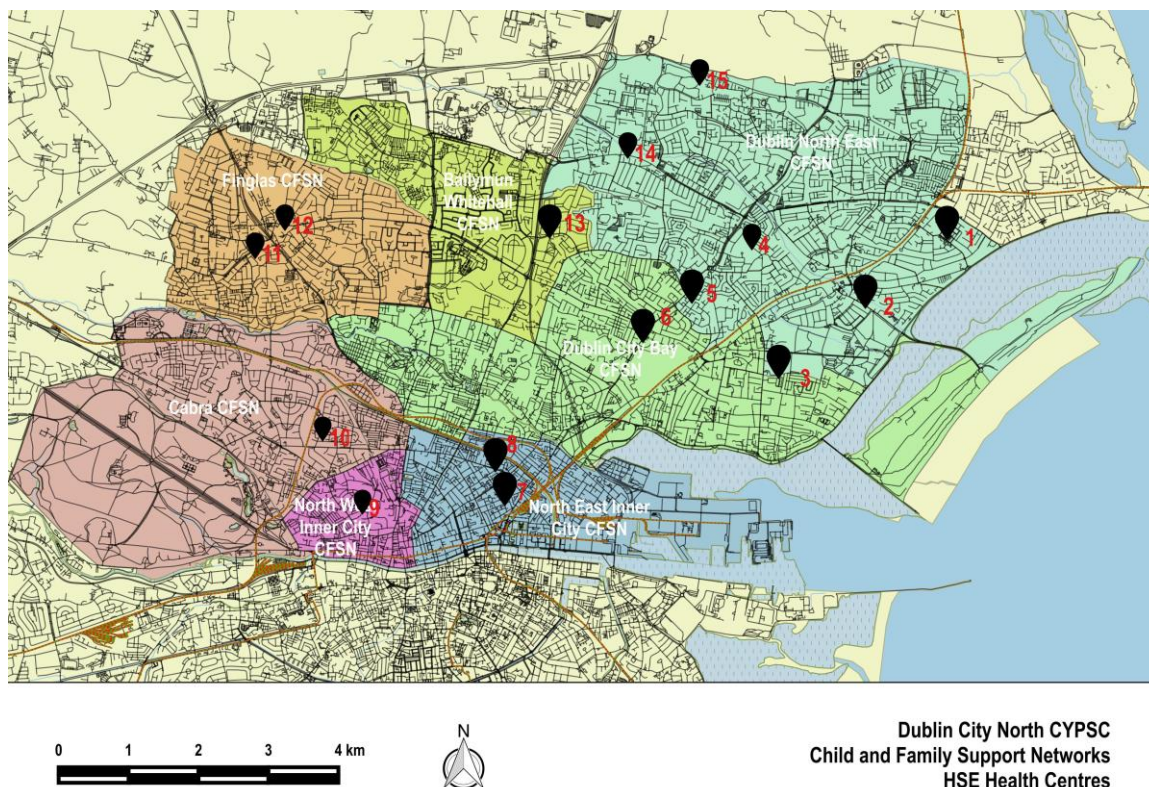 15
14
Dublin North East
CFSN
Finglas CFSN
Ballymun
Whitehall
CFSN
12
13
1
11
4
5
2
6
Dublin City Bay
CFSN
3
Cabra CFSN
10
8
7
9
North We
Inner City
CFSN
North East Inner
City CFSN
N
0 1 2 3 4 km
Dublin City North CYPSC
Child and Family Support Networks
HSE Health Centres